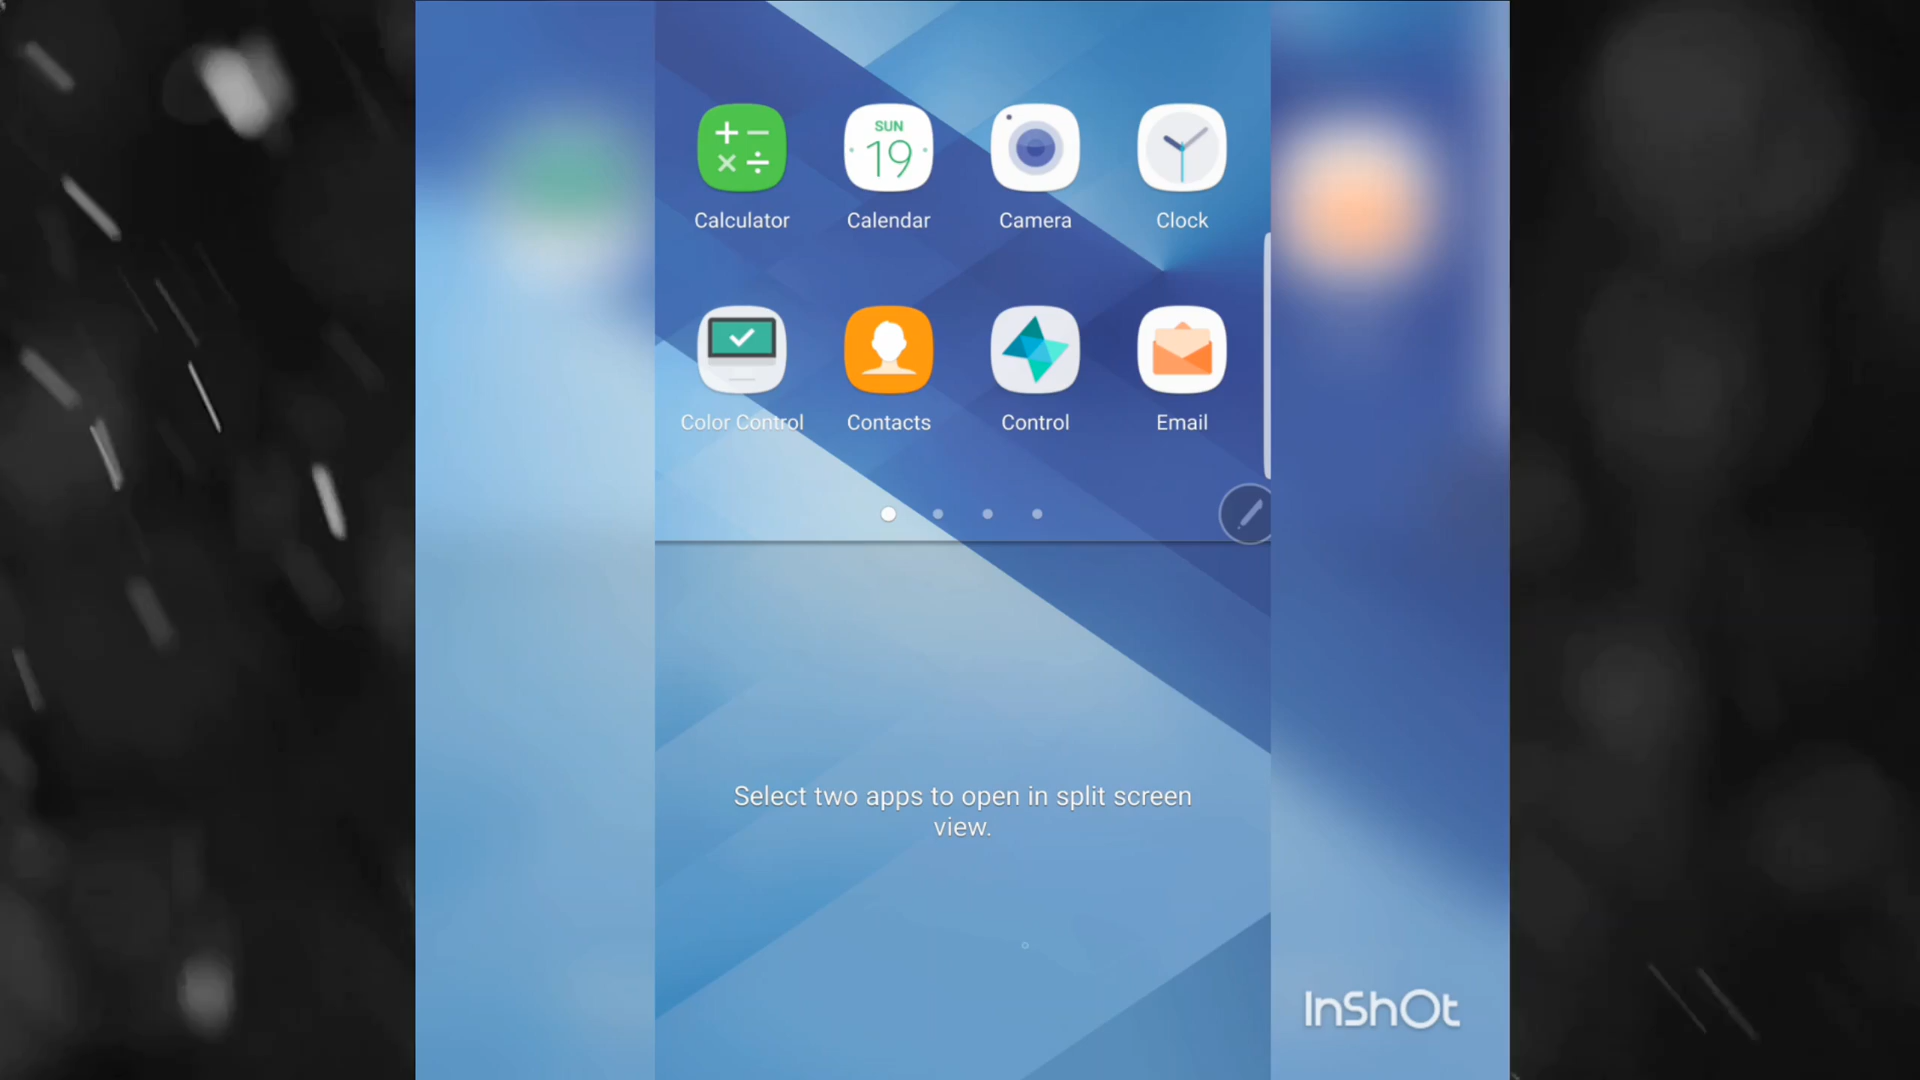 SUN
19
Calculator Calendar Camera Clock
Color Control Contacts Control Email
Select two apps to open in split screen
view.
InShOt